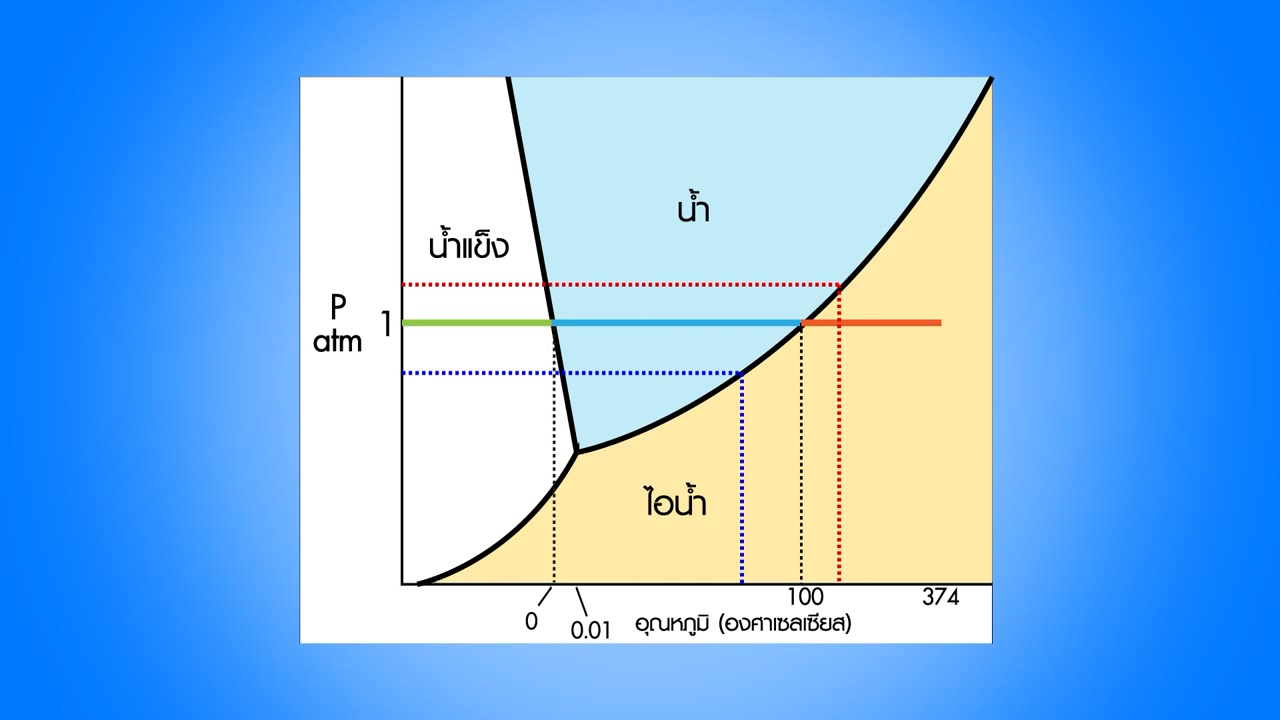 น้ำ
น้ำแข็ง
P
atm
1
ไอน้ำ
100
374
0
0.01
อุณหภูมิ (องศาเซลเซียส)